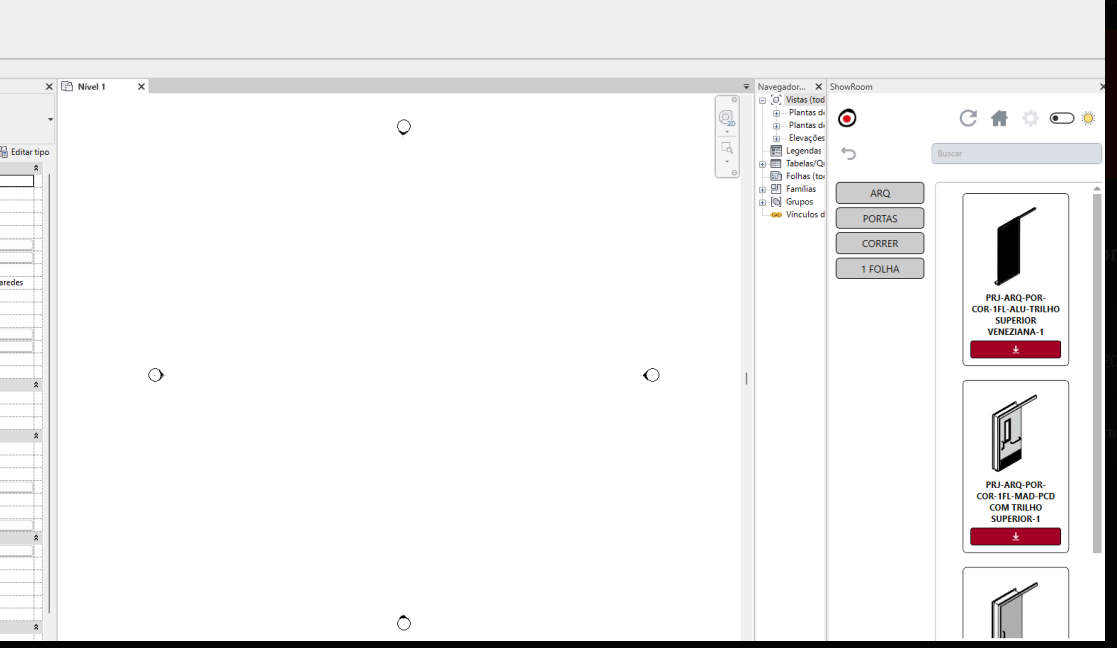 Nível 1
Navegador...
ShowRoom
Editar tipo
aredes
Vistas (tod
Plantas d
Plantas d
Elevações
Legendas
Tabelas/Q
Folhas (to
Famílias
Grupos
Vínculos d
2D
Buscar
ARQ
PORTAS
CORRER
1 FOLHA
PRJ-ARQ-POR-
COR-1FL-ALU-TRILHO
SUPERIOR
VENEZIANA-1
PRJ-ARQ-POR-
COR-1FL-MAD-PCD
COM TRILHO
SUPERIOR-1